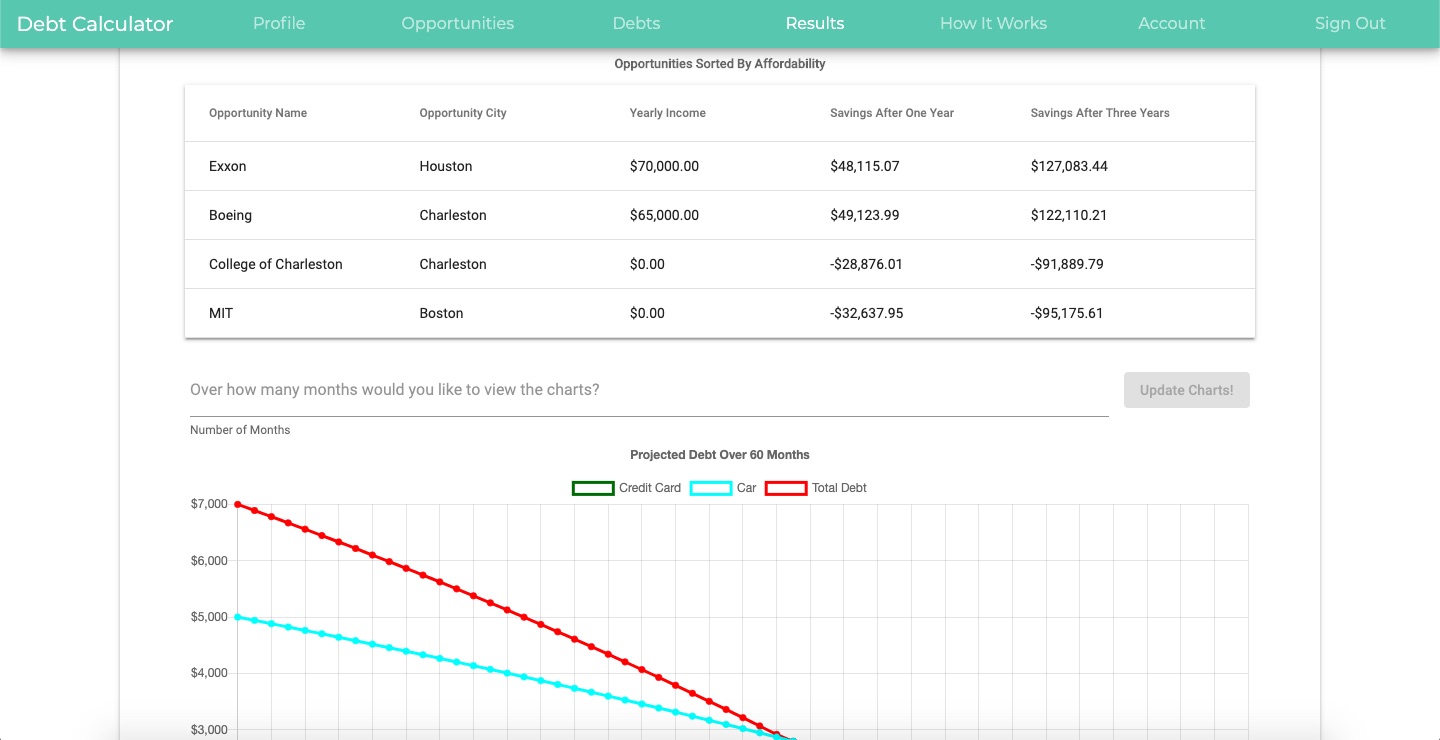 Debt Calculator Profile Opportunities Debts Results How It Works Account Sign Out
Opportunities Sorted By Affordability
Opportunity Name Opportunity City Yearly Income Savings After One Year Savings After Three Years
Exxon Houston $70,000.00 $48,115.07 $127,083.44
Boeing Charleston $65,000.00 $49,123.99 $122,110.21
College of Charleston Charleston $0.00 -$28,876.01 -$91,889.79
MIT Boston $0.00 -$32,637.95 -$95,175.61
Over how many months would you like to view the charts? Update Charts!
Number of Months
Projected Debt Over 60 Months
Credit Card Car Total Debt
$7,000
$6,000
$5,000
$4,000
$3,000